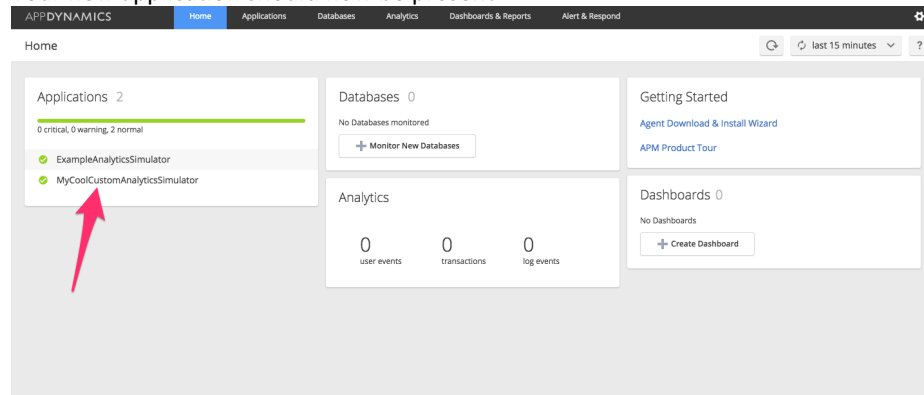 APPDYNAMICS Home Applications Databases Analytics Dashboards & Reports Alert & Respond
Home last 15 minutes ?
Applications 2
0 critical, 0 warning, 2 normal
ExampleAnalyticsSimulator
MyCoolCustomAnalyticsSimulator
Databases 0
No Databases monitored
Monitor New Databases
Analytics
0 0 0
user events transactions log events
Getting Started
Agent Download & Install Wizard
APM Product Tour
Dashboards 0
No Dashboards
Create Dashboard